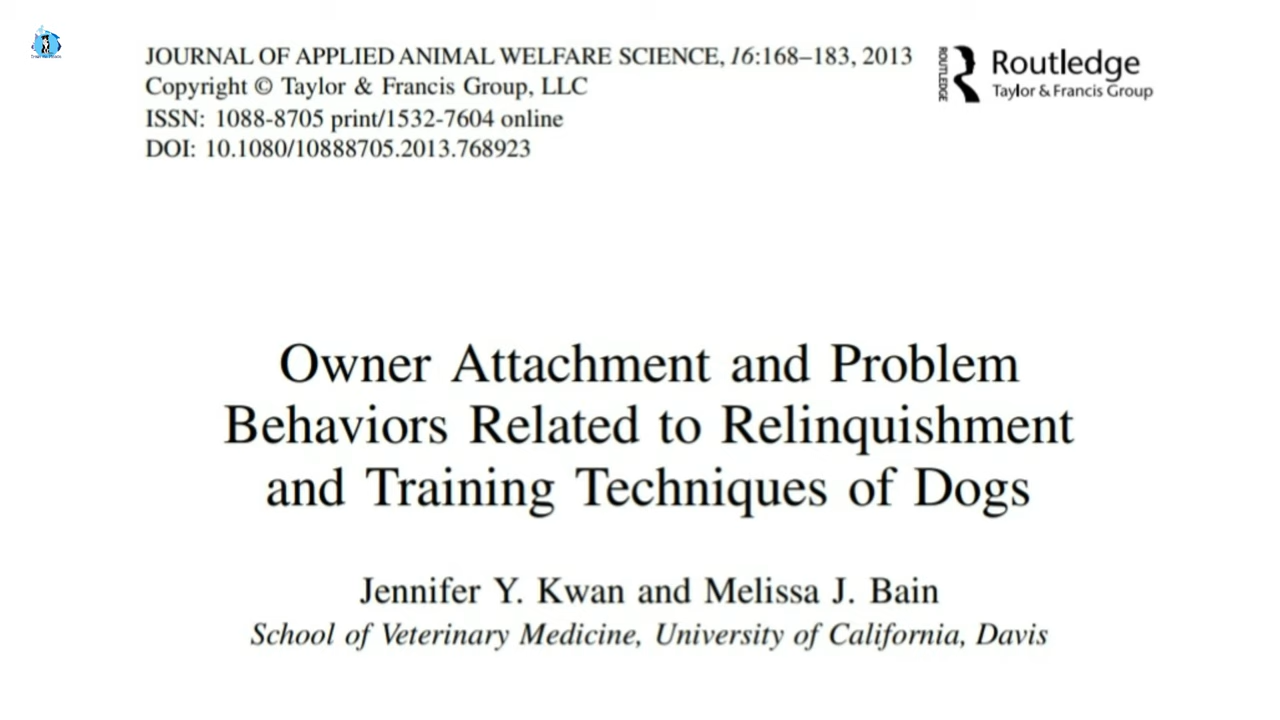 JOURNAL OF APPLIED ANIMAL WELFARE SCIENCE, 16:168–183, 2013
Copyright © Taylor & Francis Group, LLC
ISSN: 1088-8705 print/1532-7604 online
DOI: 10.1080/10888705.2013.768923
ROUTLEDGE
Routledge
Taylor & Francis Group
Owner Attachment and Problem
Behaviors Related to Relinquishment
and Training Techniques of Dogs
Jennifer Y. Kwan and Melissa J. Bain
School of Veterinary Medicine, University of California, Davis